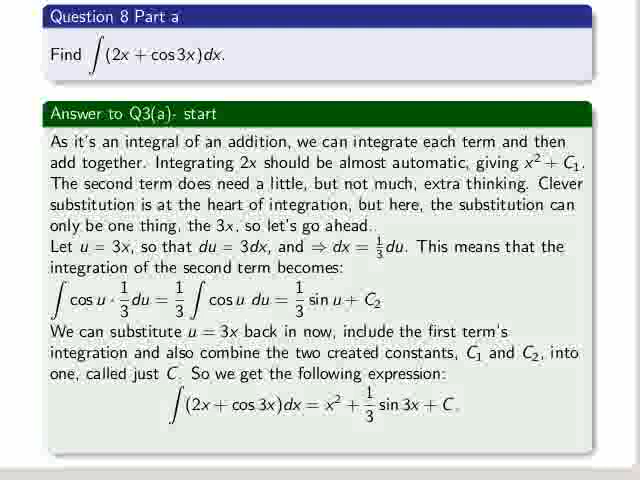 Question 8 Part a
Find ∫(2x + cos 3x)dx.
Answer to Q3(a)- start
As it's an integral of an addition, we can integrate each term and then
add together. Integrating 2x should be almost automatic, giving x² + C₁.
The second term does need a little, but not much, extra thinking. Clever
substitution is at the heart of integration, but here, the substitution can
only be one thing, the 3x, so let's go ahead.
Let u = 3x, so that du = 3dx, and ⇒ dx = 1/3 du. This means that the
integration of the second term becomes:
∫ cos u · 1/3 du = 1/3 ∫ cos u du = 1/3 sin u + C₂
We can substitute u = 3x back in now, include the first term's
integration and also combine the two created constants, C₁ and C₂, into
one, called just C. So we get the following expression:
∫(2x + cos 3x)dx = x² + 1/3 sin 3x + C.